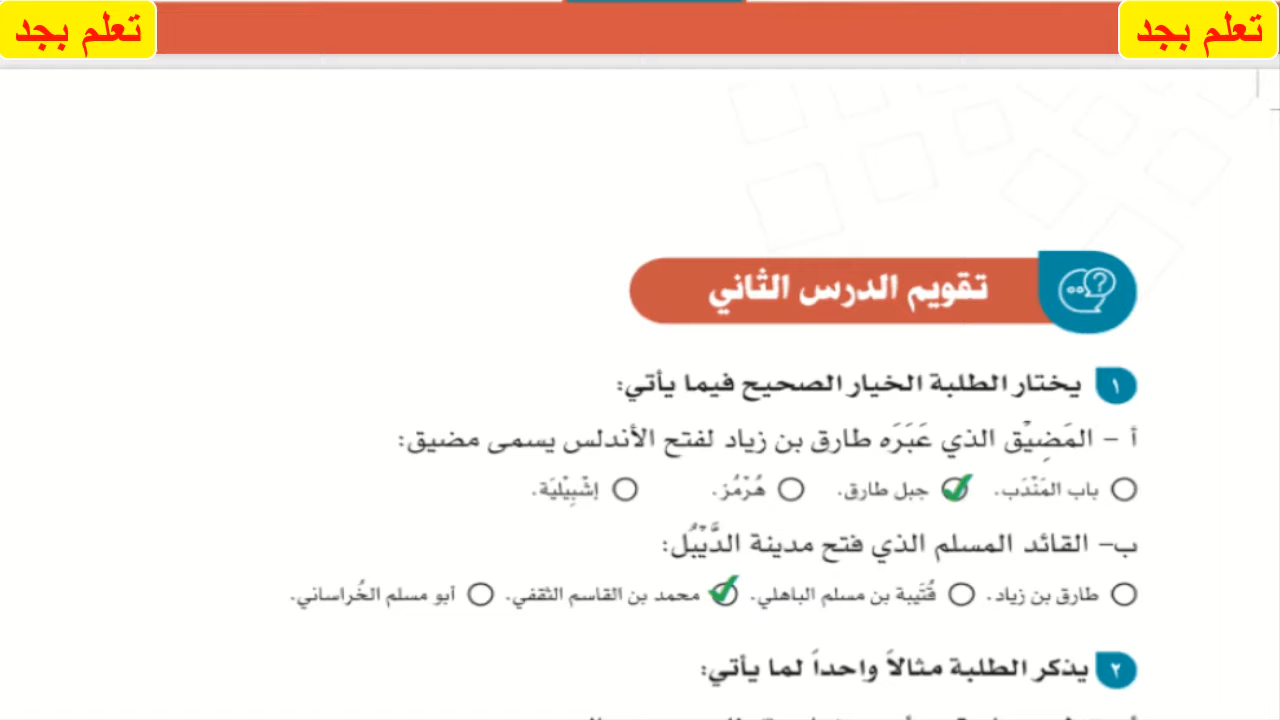 تعلم بجد
تعلم بجد
تقويم الدرس الثاني
١ يختار الطلبة الخيار الصحيح فيما يأتي:
أ – المَضِيْق الذي عَبَرَه طارق بن زياد لفتح الأندلس يسمى مضيق:
باب المَنْدَب. جبل طارق. هُرْمُز. إشْبِيْليَة.
ب– القائد المسلم الذي فتح مدينة الدَّيْبُل:
طارق بن زياد. قُتَيبة بن مسلم الباهلي. محمد بن القاسم الثقفي. أبو مسلم الخُراساني.
٢ يذكر الطلبة مثالاً واحداً لما يأتي: